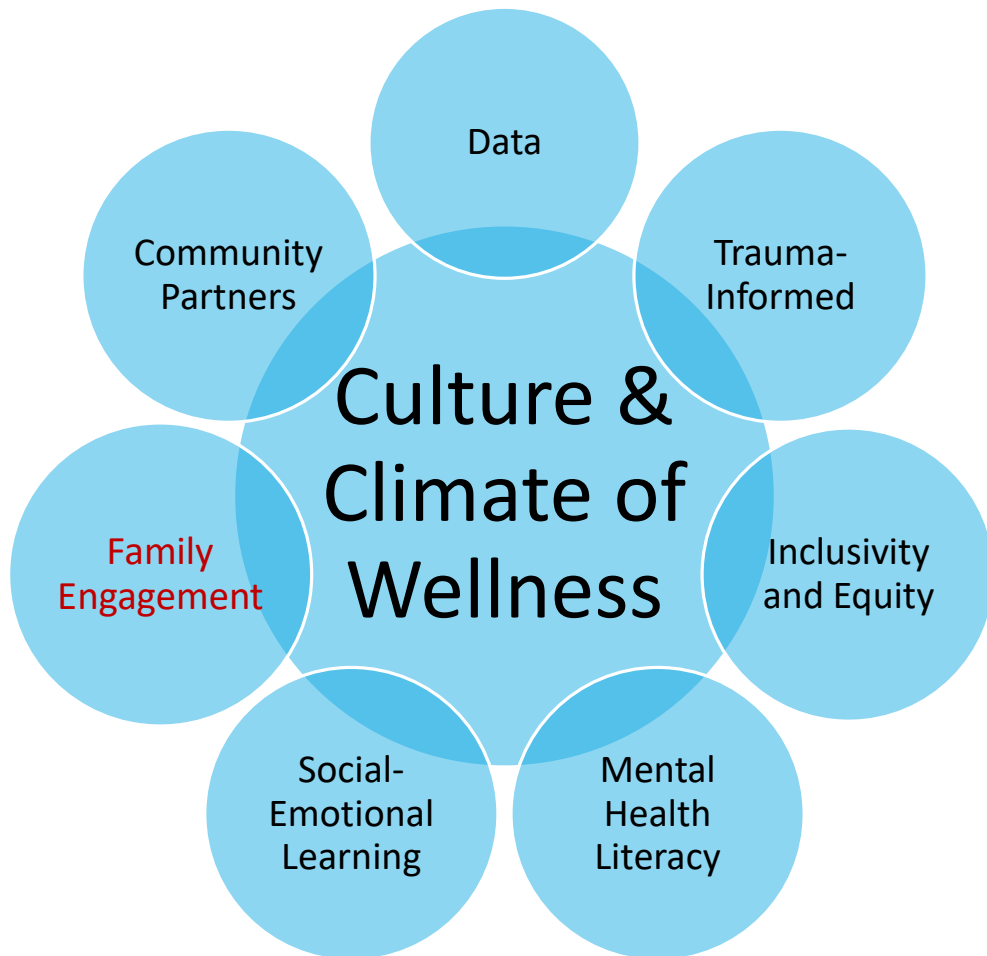 Data
Community
Partners
Trauma-
Informed
Culture &
Climate of
Wellness
Family
Engagement
Inclusivity
and Equity
Social-
Emotional
Learning
Mental
Health
Literacy